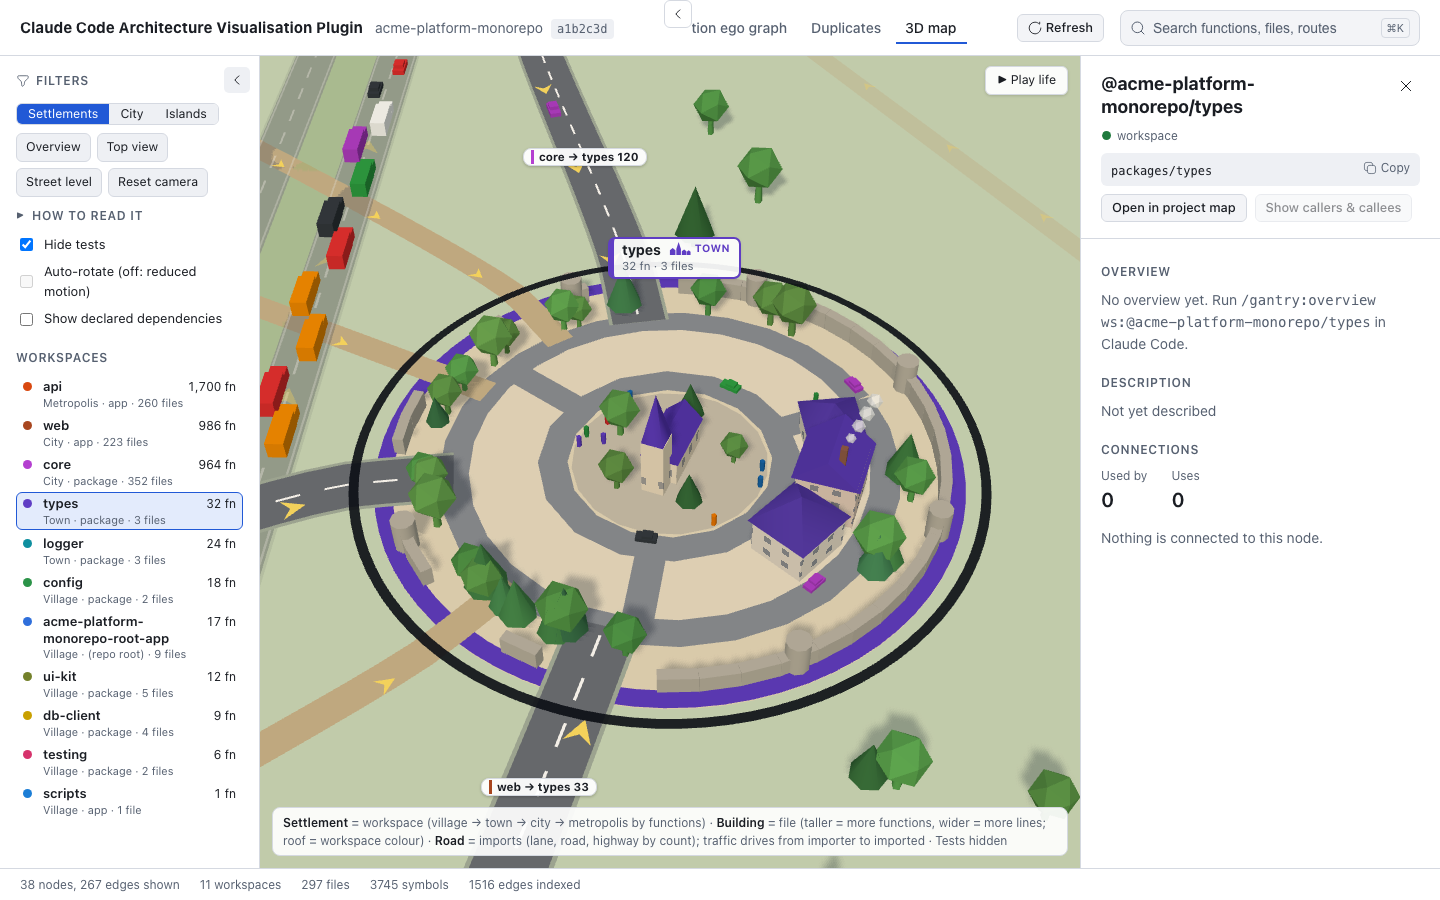 Claude Code Architecture Visualisation Plugin acme-platform-monorepo a1b2c3d tion ego graph Duplicates 3D map Refresh Search functions, files, routes ⌘K
FILTERS
Settlements City Islands
Overview Top view
Street level Reset camera
HOW TO READ IT
Hide tests
Auto-rotate (off: reduced
motion)
Show declared dependencies
WORKSPACES
api 1,700 fn
Metropolis · app · 260 files
web 986 fn
City · app · 223 files
core 964 fn
City · package · 352 files
types 32 fn
Town · package · 3 files
logger 24 fn
Town · package · 3 files
config 18 fn
Village · package · 2 files
acme-platform-
monorepo-root-app 17 fn
Village · (repo root) · 9 files
ui-kit 12 fn
Village · package · 5 files
db-client 9 fn
Village · package · 4 files
testing 6 fn
Village · package · 2 files
scripts 1 fn
Village · app · 1 file
Play life
core → types 120
types TOWN
32 fn · 3 files
web → types 33
Settlement = workspace (village → town → city → metropolis by functions) · Building = file (taller = more functions, wider = more lines;
roof = workspace colour) · Road = imports (lane, road, highway by count); traffic drives from importer to imported · Tests hidden
@acme-platform-
monorepo/types
workspace
packages/types Copy
Open in project map Show callers & callees
OVERVIEW
No overview yet. Run /gantry:overview
ws:@acme-platform-monorepo/types in
Claude Code.
DESCRIPTION
Not yet described
CONNECTIONS
Used by Uses
0 0
Nothing is connected to this node.
38 nodes, 267 edges shown 11 workspaces 297 files 3745 symbols 1516 edges indexed